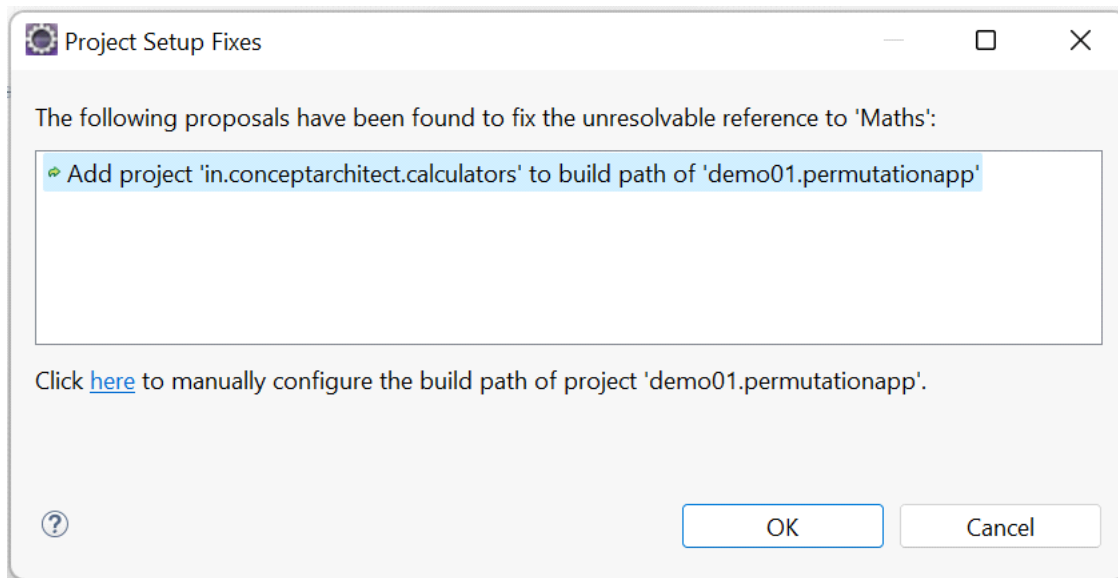 Project Setup Fixes
The following proposals have been found to fix the unresolvable reference to 'Maths':
Add project 'in.conceptarchitect.calculators' to build path of 'demo01.permutationapp'
Click here to manually configure the build path of project 'demo01.permutationapp'.
?
OK
Cancel